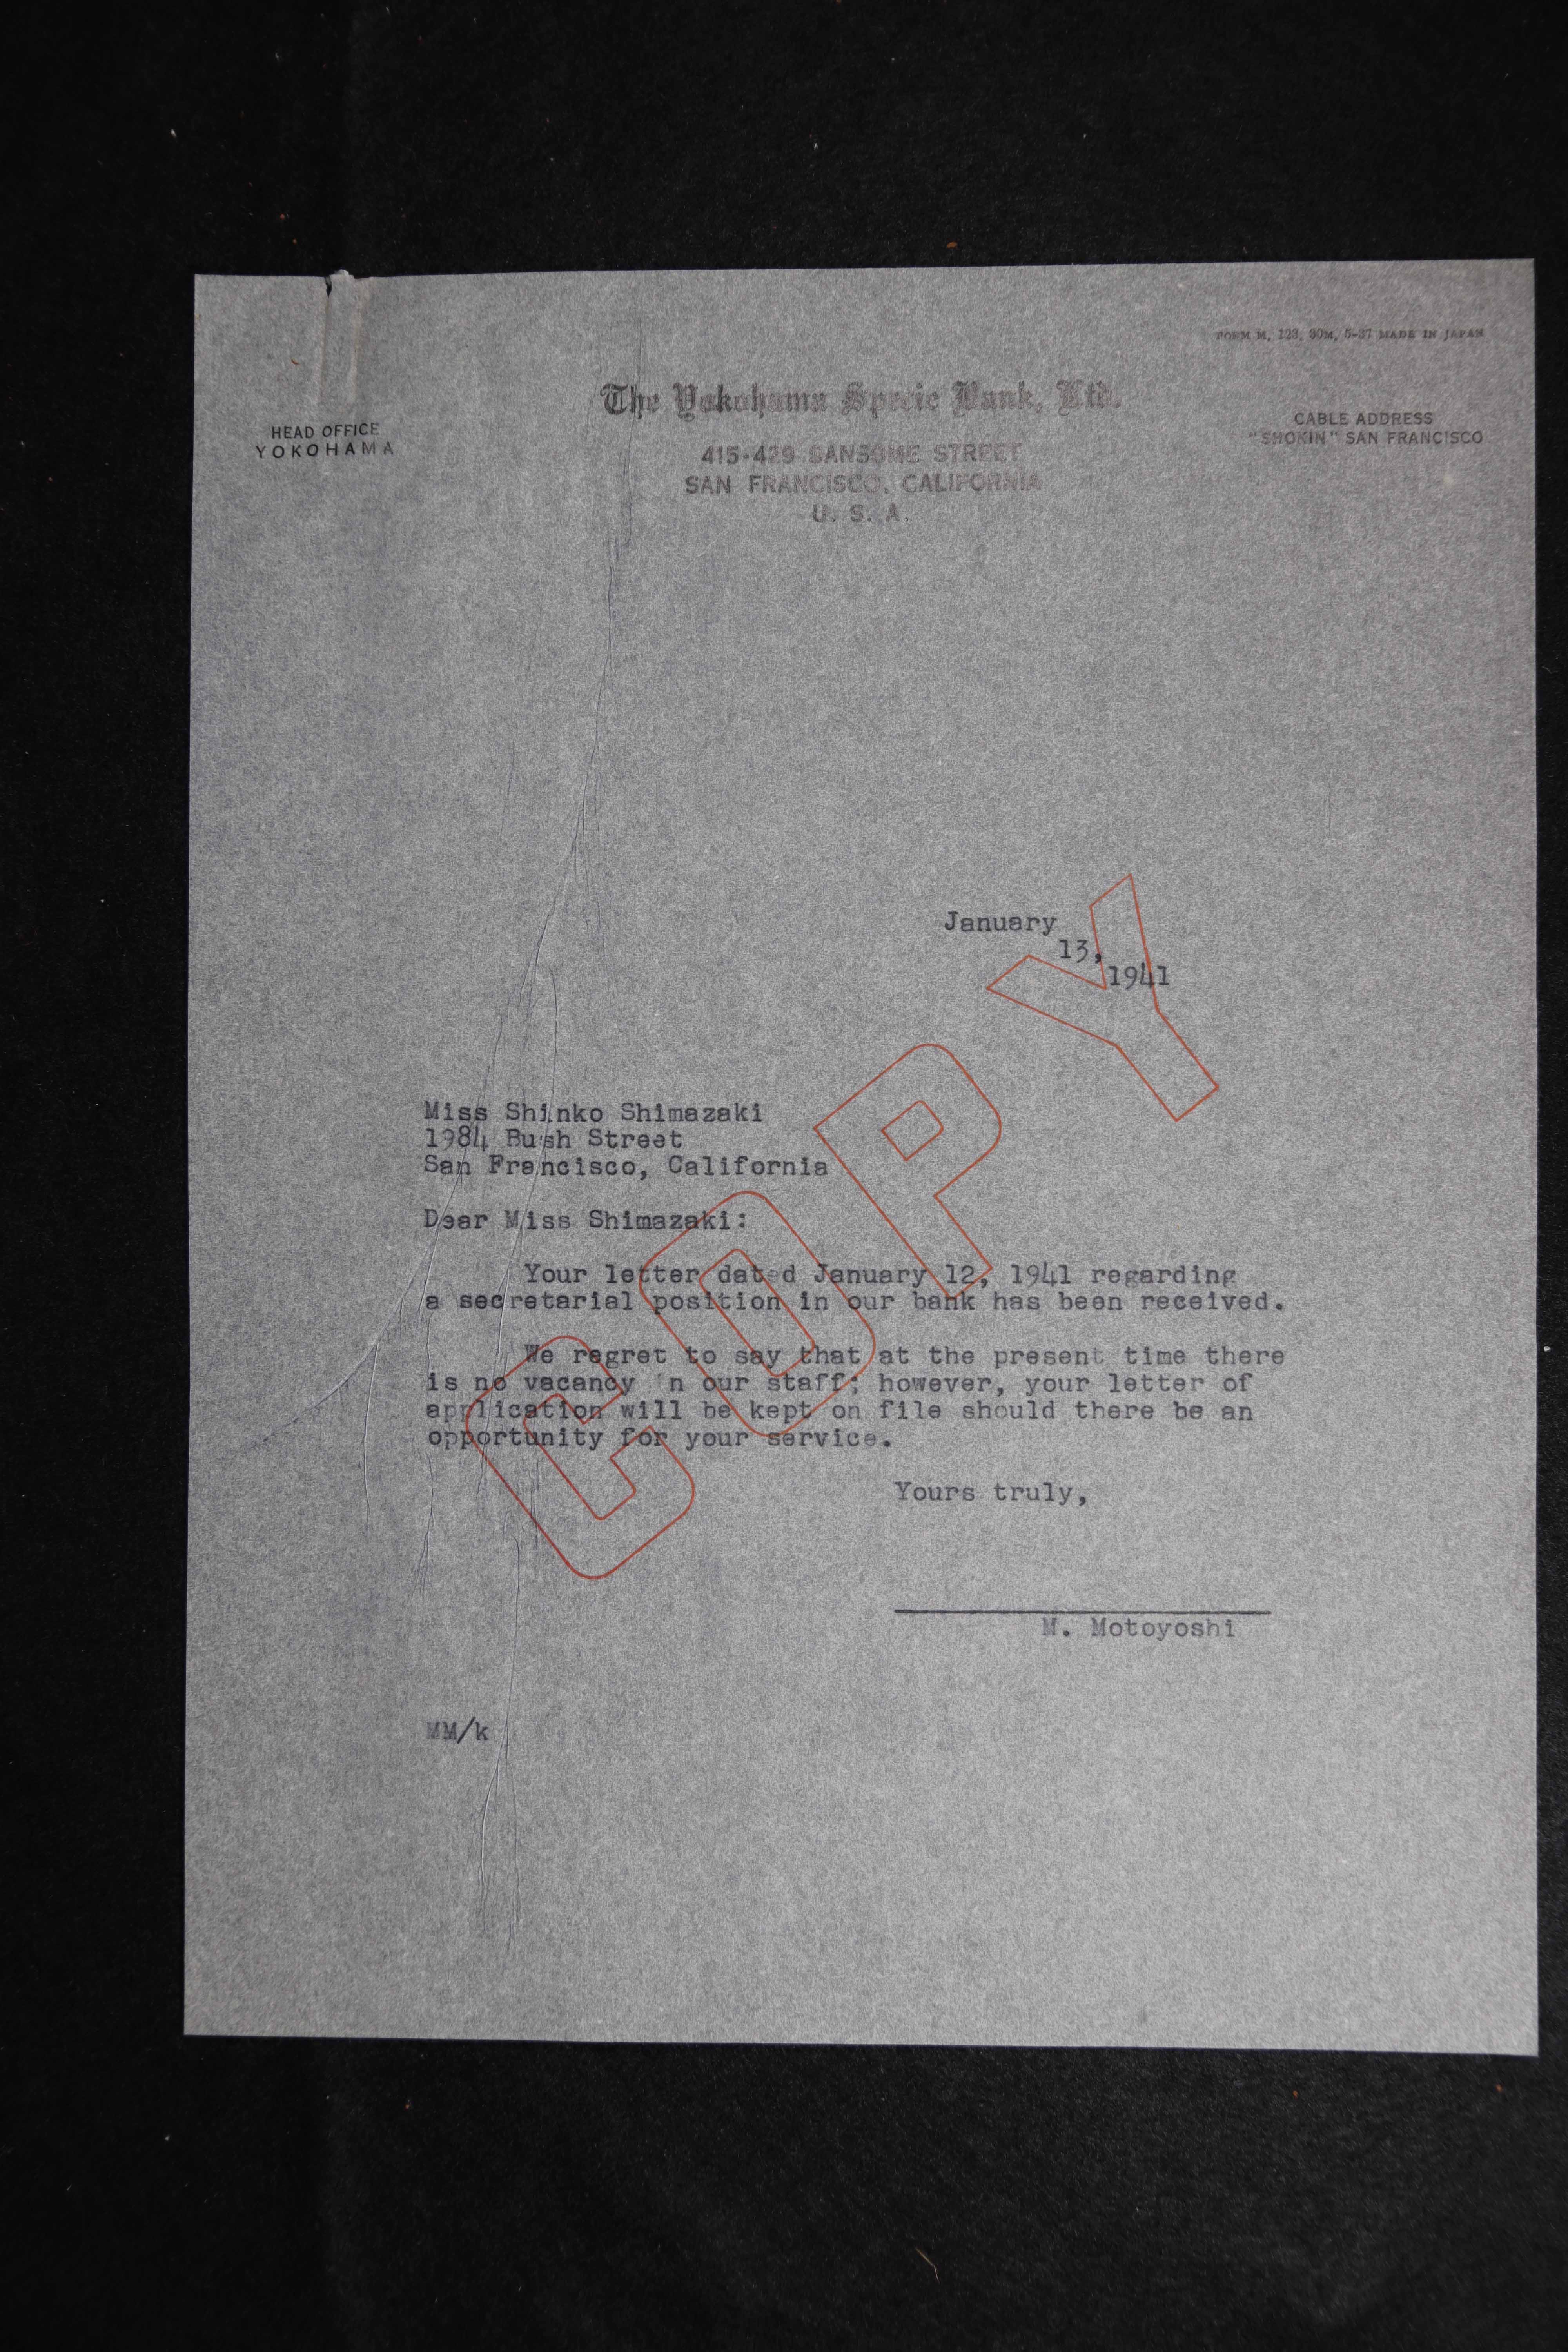 FORM M, 123, 90M, 5-37 MADE IN JAPAN
The Yokohama Specie Bank, Ltd.
HEAD OFFICE
YOKOHAMA
415-429 SANSOME STREET
SAN FRANCISCO, CALIFORNIA
U. S. A.
CABLE ADDRESS
"SHOKIN" SAN FRANCISCO
January
13,
1941
Miss Shinko Shimazaki
1984 Bush Street
San Francisco, California
Dear Miss Shimazaki:
Your letter dated January 12, 1941 regarding
a secretarial position in our bank has been received.
We regret to say that at the present time there
is no vacancy in our staff; however, your letter of
application will be kept on file should there be an
opportunity for your service.
Yours truly,
M. Motoyoshi
MM/k
COPY